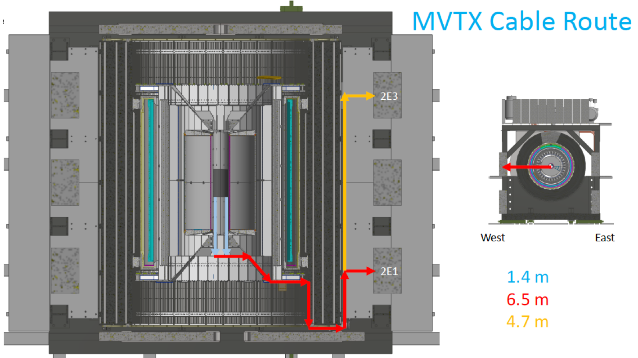 MVTX Cable Route
2E3
2E1
West
East
1.4 m
6.5 m
4.7 m